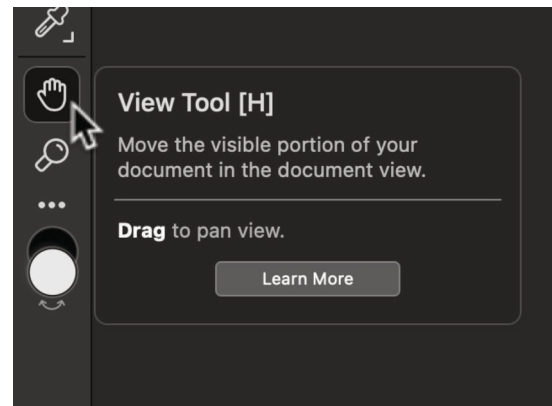 View Tool [H]
Move the visible portion of your
document in the document view.
Drag to pan view.
Learn More